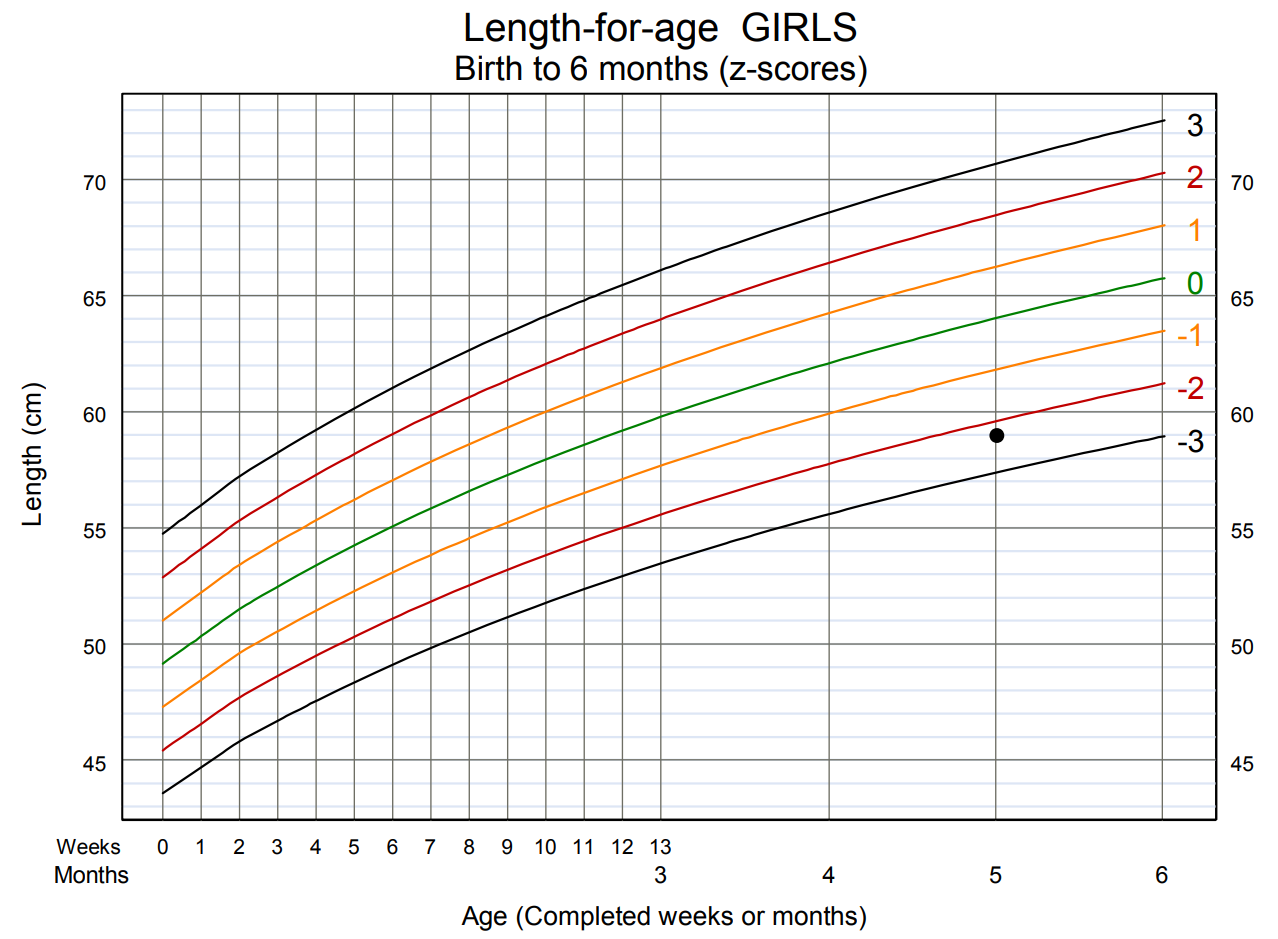 Length-for-age GIRLS
Birth to 6 months (z-scores)
3
2
1
0
-1
-2
-3
70 70
65 65
60 60
55 55
50 50
45 45
Length (cm)
Weeks 0 1 2 3 4 5 6 7 8 9 10 11 12 13
Months 3 4 5 6
Age (Completed weeks or months)